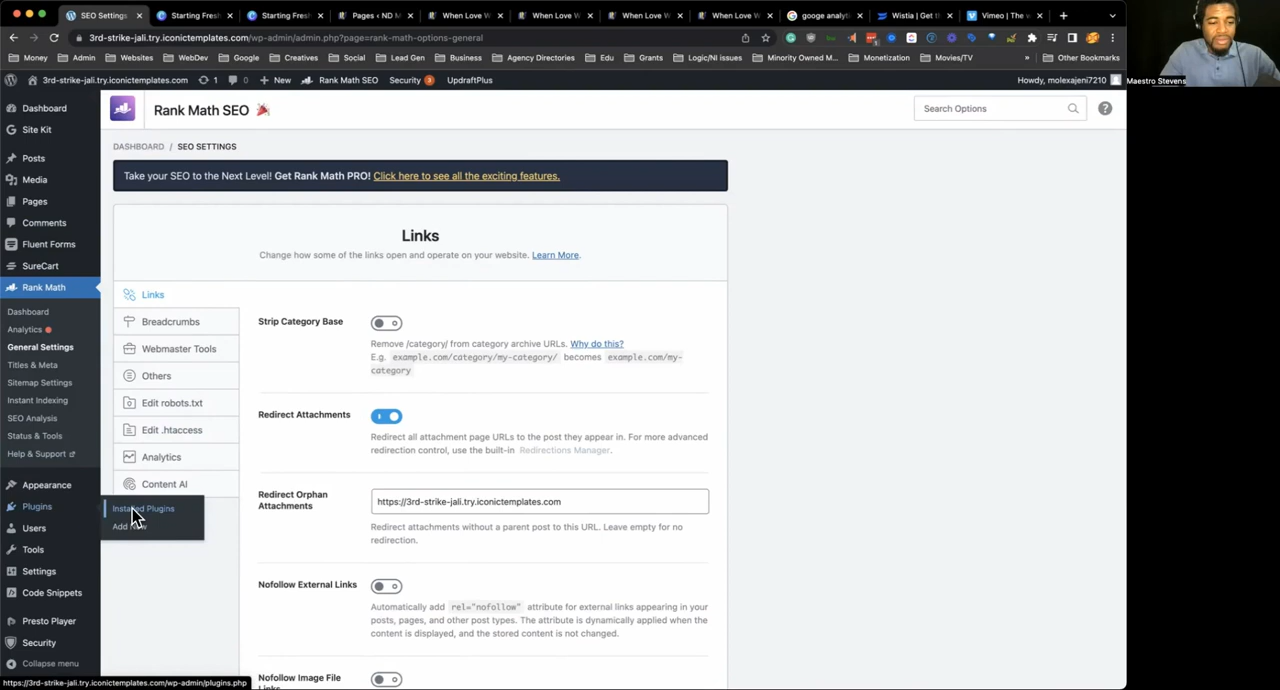 SEO Settings
Starting Fresh
Starting Fresh
Pages ‹ ND M
When Love W
When Love W
When Love W
When Love W
googe analyti
Wistia | Get t
Vimeo | The w
3rd-strike-jali.try.iconictemplates.com/wp-admin/admin.php?page=rank-math-options-general
Money
Admin
Websites
WebDev
Google
Creatives
Social
Lead Gen
Business
Agency Directories
Edu
Grants
Logic/NI issues
Minority Owned M...
Monetization
Movies/TV
»
Other Bookmarks
3rd-strike-jali.try.iconictemplates.com
1
0
+ New
Rank Math SEO
Security
3
UpdraftPlus
Howdy, molexajeni7210
Maestro Stevens
Dashboard
Site Kit
Posts
Media
Pages
Comments
Fluent Forms
SureCart
Rank Math
Dashboard
Analytics
General Settings
Titles & Meta
Sitemap Settings
Instant Indexing
SEO Analysis
Status & Tools
Help & Support
Appearance
Plugins
Users
Tools
Settings
Code Snippets
Presto Player
Security
Collapse menu
Installed Plugins
Add New
Rank Math SEO
Search Options
?
DASHBOARD / SEO SETTINGS
Take your SEO to the Next Level! Get Rank Math PRO! Click here to see all the exciting features.
Links
Change how some of the links open and operate on your website. Learn More.
Links
Breadcrumbs
Webmaster Tools
Others
Edit robots.txt
Edit .htaccess
Analytics
Content AI
Strip Category Base
Remove /category/ from category archive URLs. Why do this?
E.g. example.com/category/my-category/ becomes example.com/my-
category
Redirect Attachments
Redirect all attachment page URLs to the post they appear in. For more advanced
redirection control, use the built-in Redirections Manager.
Redirect Orphan
Attachments
https://3rd-strike-jali.try.iconictemplates.com
Redirect attachments without a parent post to this URL. Leave empty for no
redirection.
Nofollow External Links
Automatically add rel="nofollow" attribute for external links appearing in your
posts, pages, and other post types. The attribute is dynamically applied when the
content is displayed, and the stored content is not changed.
Nofollow Image File
Links
https://3rd-strike-jali.try.iconictemplates.com/wp-admin/plugins.php